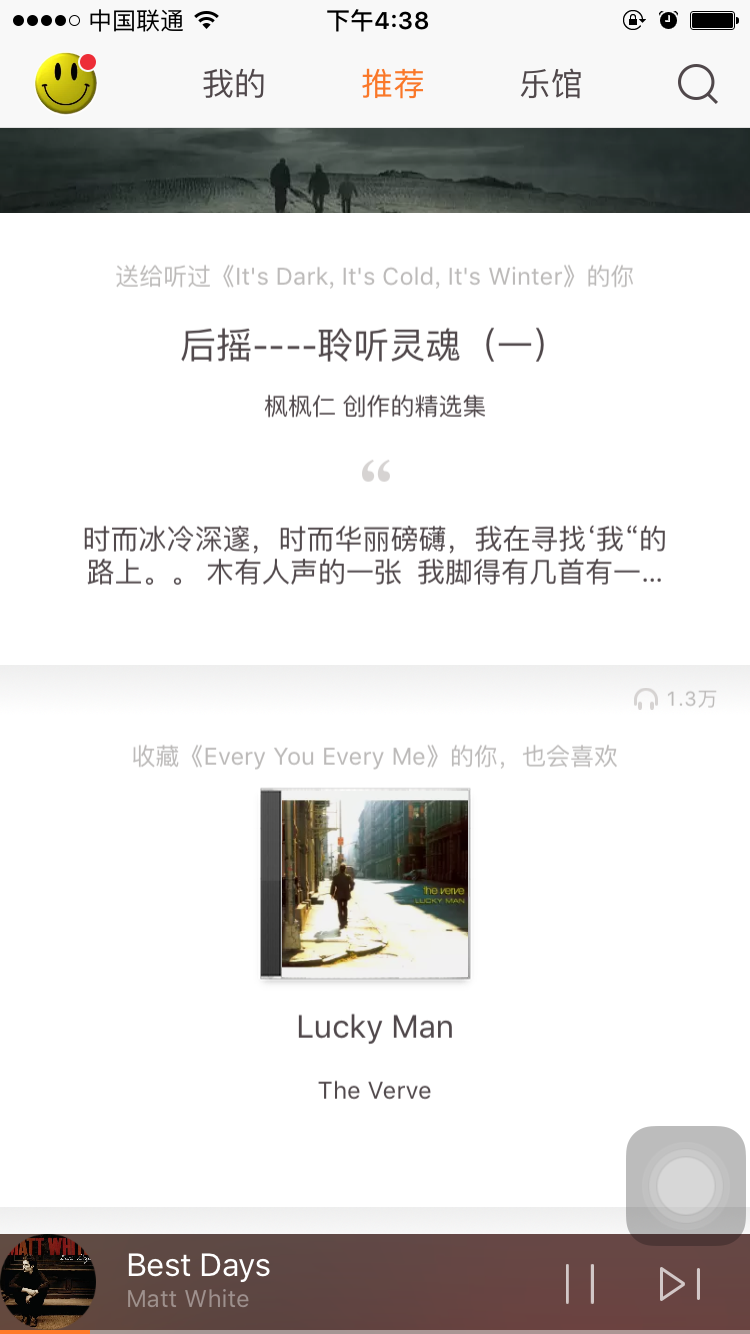 中国联通 下午4:38
我的 推荐 乐馆
送给听过《It's Dark, It's Cold, It's Winter》的你
后摇----聆听灵魂（一）
枫枫仁 创作的精选集
“
时而冰冷深邃，时而华丽磅礴，我在寻找‘我“的
路上。。 木有人声的一张 我脚得有几首有一...
1.3万
收藏《Every You Every Me》的你，也会喜欢
the verve
LUCKY MAN
Lucky Man
The Verve
MATT WHITE
Best Days
Best Days
Matt White